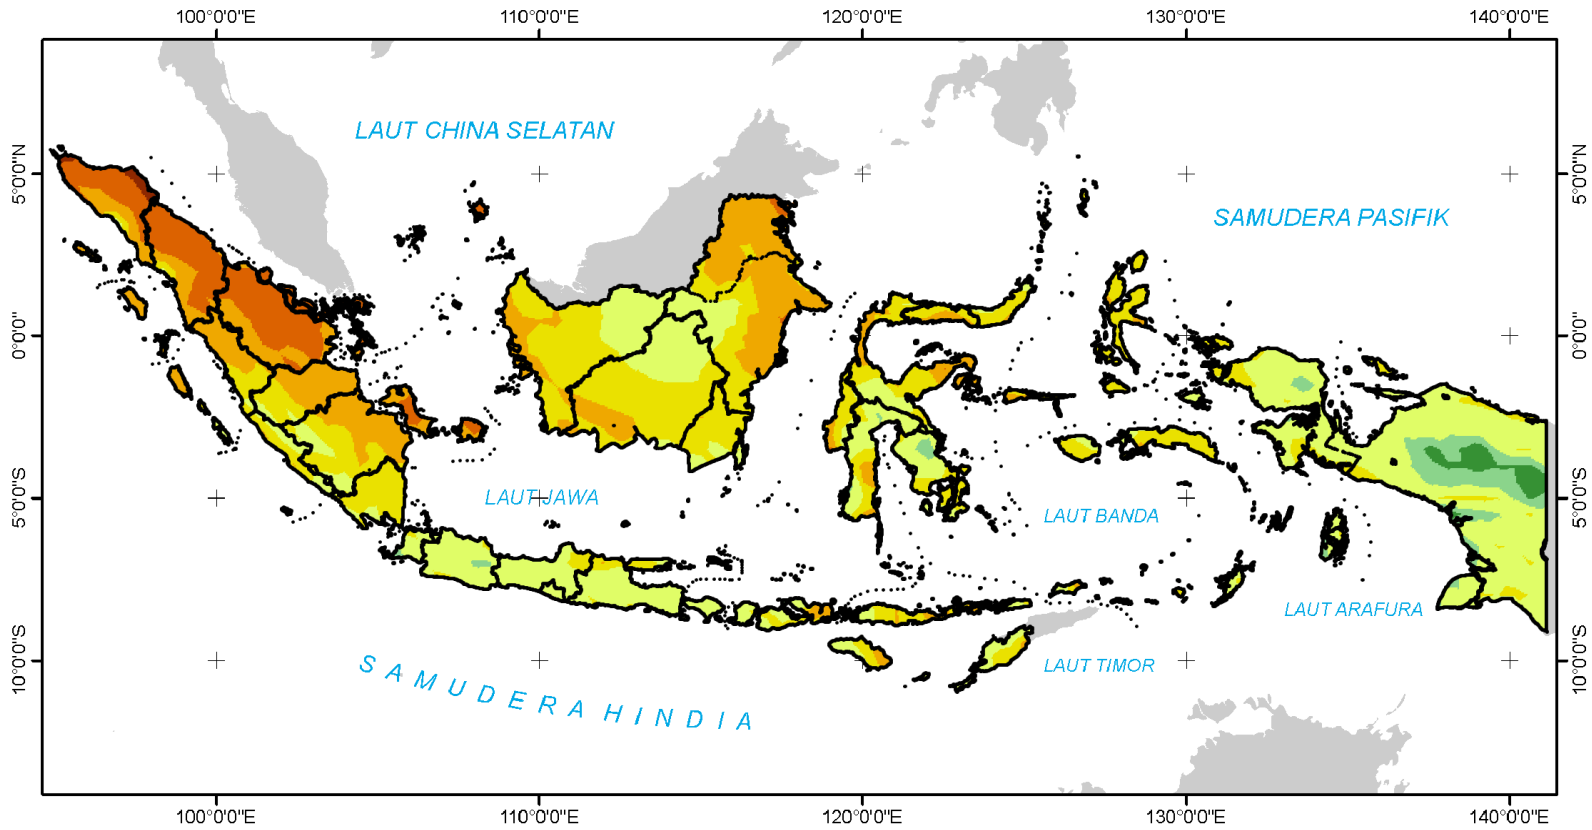 100°0'0"E 110°0'0"E 120°0'0"E 130°0'0"E 140°0'0"E
LAUT CHINA SELATAN
5°0'0"N 5°0'0"N
SAMUDERA PASIFIK
0°0'0" 0°0'0"
LAUT JAWA
5°0'0"S 5°0'0"S
LAUT BANDA
LAUT ARAFURA
10°0'0"S 10°0'0"S
LAUT TIMOR
SAMUDERA HINDIA
100°0'0"E 110°0'0"E 120°0'0"E 130°0'0"E 140°0'0"E